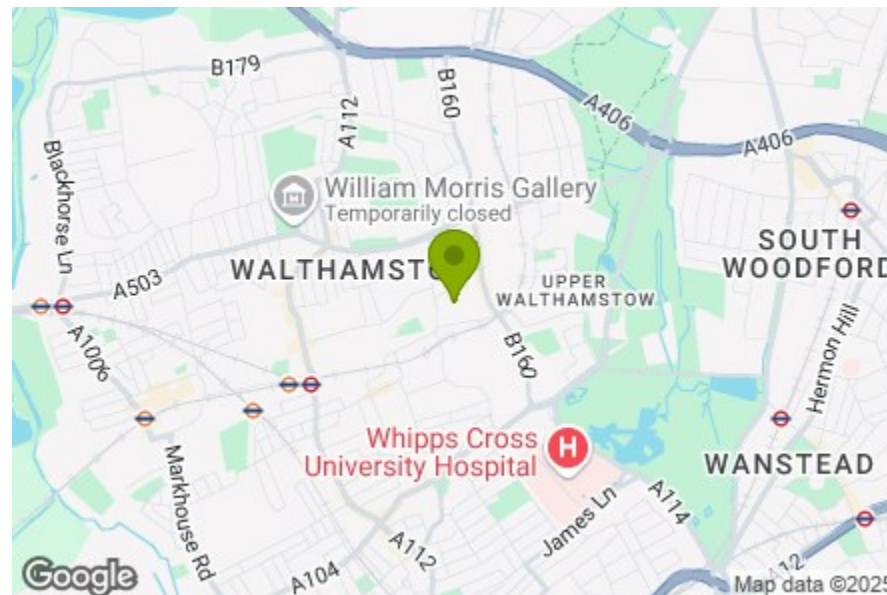 B179
A112
B160
A406
A406
Blackhorse Ln
William Morris Gallery
Temporarily closed
SOUTH
WOODFORD
A503
WALTHAMSTO
UPPER
WALTHAMSTOW
A1006
B160
Hermon Hill
Whipps Cross
University Hospital
H
WANSTEAD
Markhouse Rd
James Ln
A114
A112
A104
Google
Map data ©2025